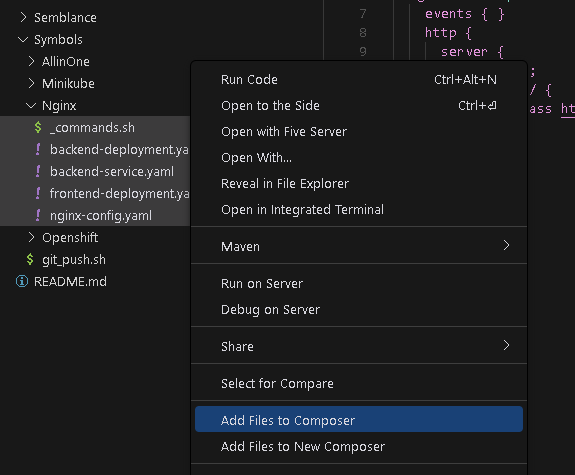 Semblance
Symbols
AllinOne
Minikube
Nginx
$ _commands.sh
! backend-deployment.ya
! backend-service.yaml
! frontend-deployment.ya
! nginx-config.yaml
Openshift
$ git_push.sh
README.md
7 events { }
8 http {
9 server {
;
/ {
ass ht
Run Code Ctrl+Alt+N
Open to the Side Ctrl+⏎
Open with Five Server
Open With...
Reveal in File Explorer
Open in Integrated Terminal
Maven
Run on Server
Debug on Server
Share
Select for Compare
Add Files to Composer
Add Files to New Composer